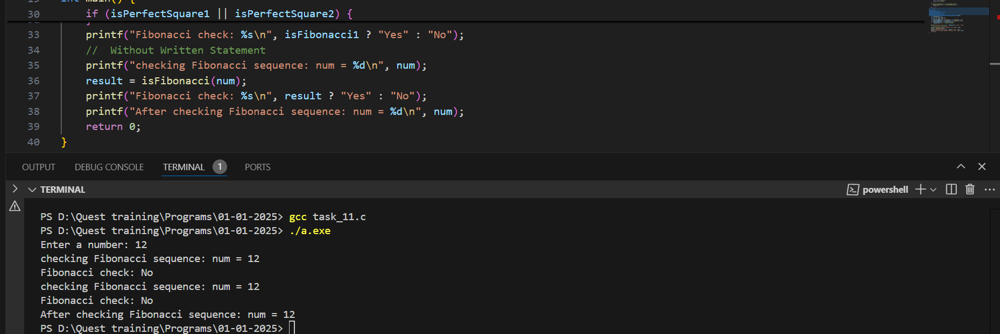 int main() {
30 if (isPerfectSquare1 || isPerfectSquare2) {
}
33 printf("Fibonacci check: %s\n", isFibonacci1 ? "Yes" : "No");
34 //  Without Written Statement
35 printf("checking Fibonacci sequence: num = %d\n", num);
36 result = isFibonacci(num);
37 printf("Fibonacci check: %s\n", result ? "Yes" : "No");
38 printf("After checking Fibonacci sequence: num = %d\n", num);
39 return 0;
40 }
OUTPUT DEBUG CONSOLE TERMINAL 1 PORTS
TERMINAL powershell
PS D:\Quest training\Programs\01-01-2025> gcc task_11.c
PS D:\Quest training\Programs\01-01-2025> ./a.exe
Enter a number: 12
checking Fibonacci sequence: num = 12
Fibonacci check: No
checking Fibonacci sequence: num = 12
Fibonacci check: No
After checking Fibonacci sequence: num = 12
PS D:\Quest training\Programs\01-01-2025>